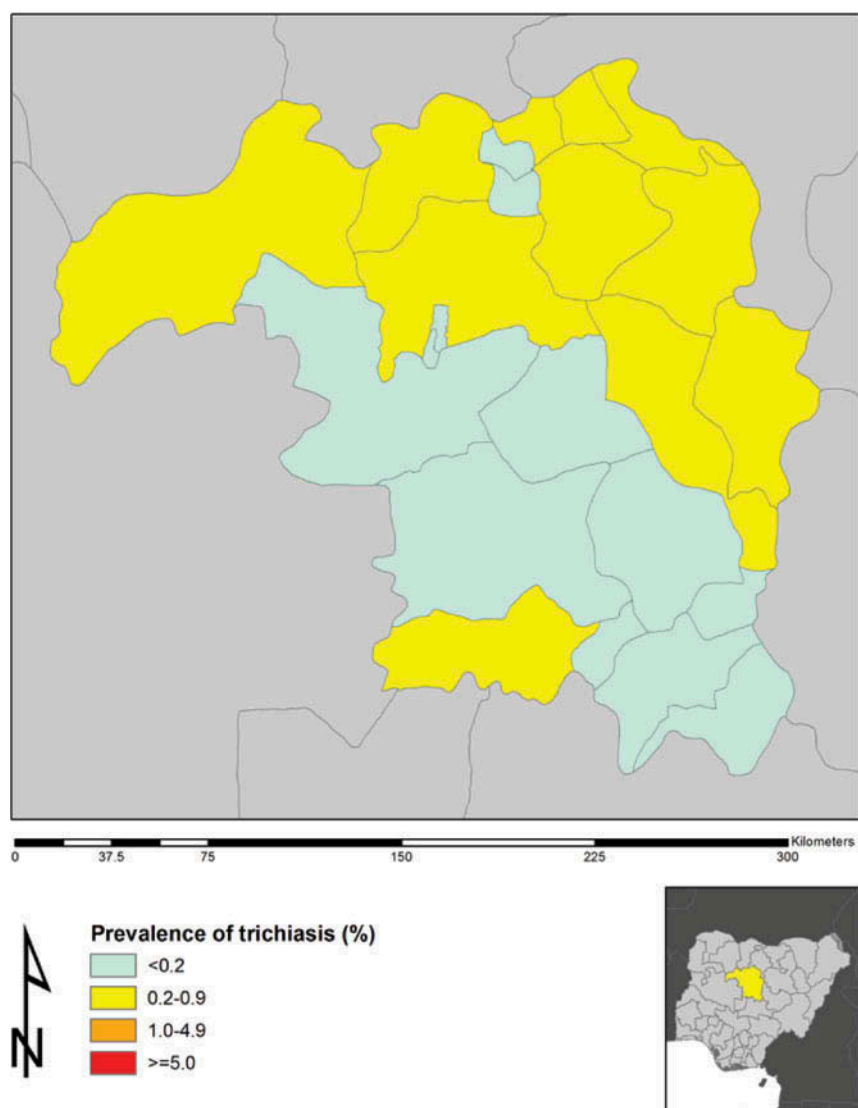 Kilometers
0 37.5 75 150 225 300
N
Prevalence of trichiasis (%)
<0.2
0.2-0.9
1.0-4.9
>=5.0